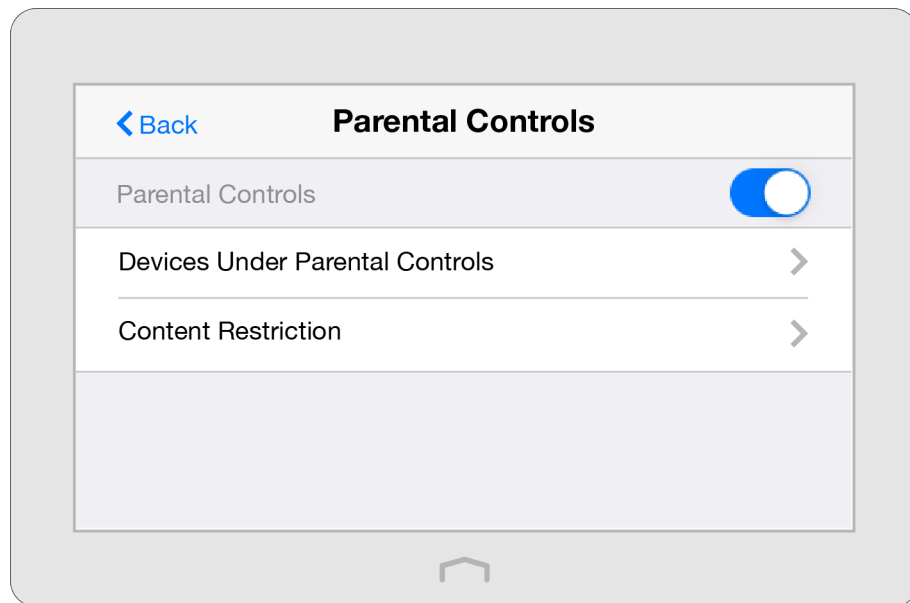 Back
Parental Controls
Parental Controls
Devices Under Parental Controls
Content Restriction